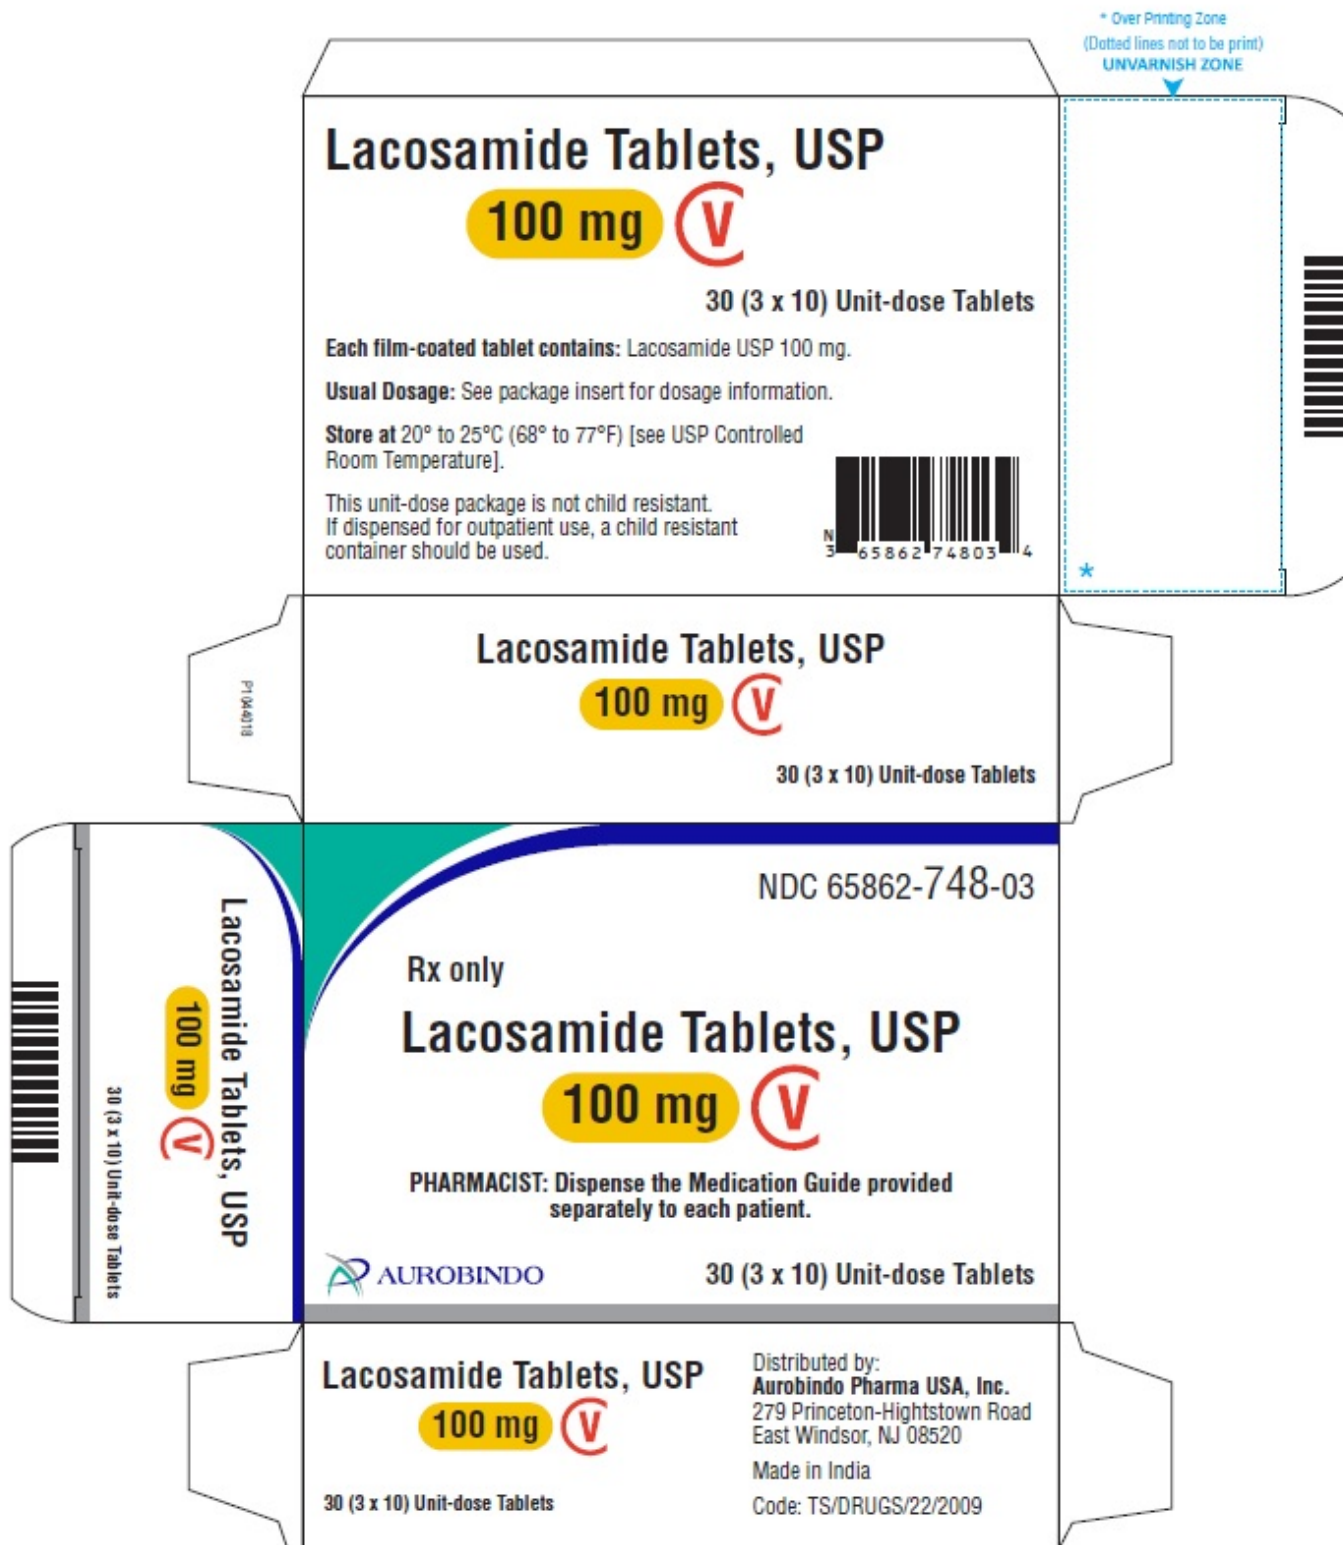 * Over Printing Zone
(Dotted lines not to be print)
UNVARNISH ZONE
Lacosamide Tablets, USP
100 mg CV
30 (3 x 10) Unit-dose Tablets
Each film-coated tablet contains: Lacosamide USP 100 mg.
Usual Dosage: See package insert for dosage information.
Store at 20° to 25°C (68° to 77°F) [see USP Controlled
Room Temperature].
This unit-dose package is not child resistant.
If dispensed for outpatient use, a child resistant
container should be used.
N
3 65862 74803 4
*
Lacosamide Tablets, USP
100 mg CV
30 (3 x 10) Unit-dose Tablets
P1044018
Lacosamide Tablets, USP
100 mg CV
30 (3 x 10) Unit-dose Tablets
NDC 65862-748-03
Rx only
Lacosamide Tablets, USP
100 mg CV
PHARMACIST: Dispense the Medication Guide provided
separately to each patient.
AUROBINDO
30 (3 x 10) Unit-dose Tablets
Lacosamide Tablets, USP
100 mg CV
30 (3 x 10) Unit-dose Tablets
Distributed by:
Aurobindo Pharma USA, Inc.
279 Princeton-Hightstown Road
East Windsor, NJ 08520
Made in India
Code: TS/DRUGS/22/2009